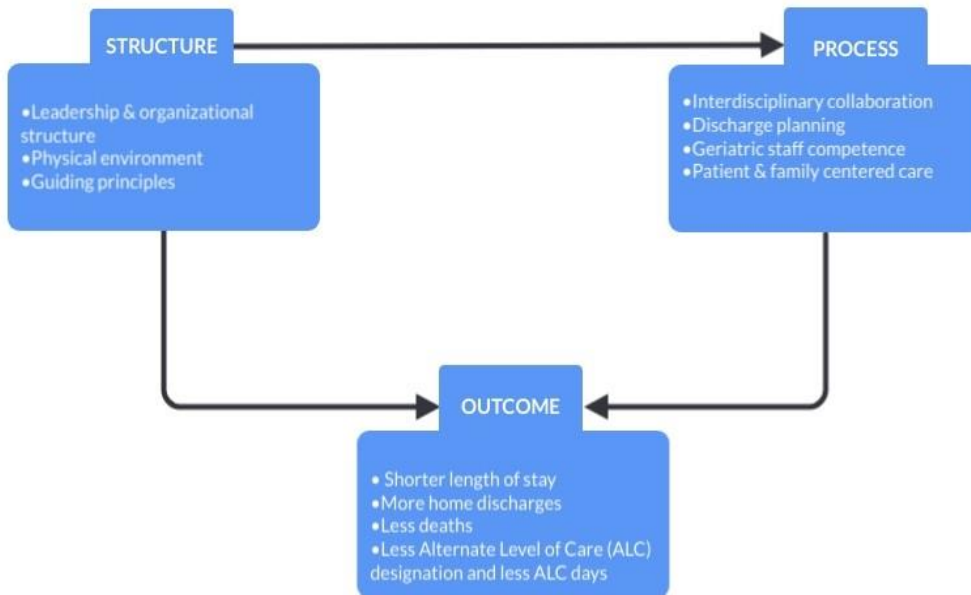 STRUCTURE
•Leadership & organizational
structure
•Physical environment
•Guiding principles
PROCESS
•Interdisciplinary collaboration
•Discharge planning
•Geriatric staff competence
•Patient & family centered care
OUTCOME
• Shorter length of stay
•More home discharges
•Less deaths
•Less Alternate Level of Care (ALC)
designation and less ALC days